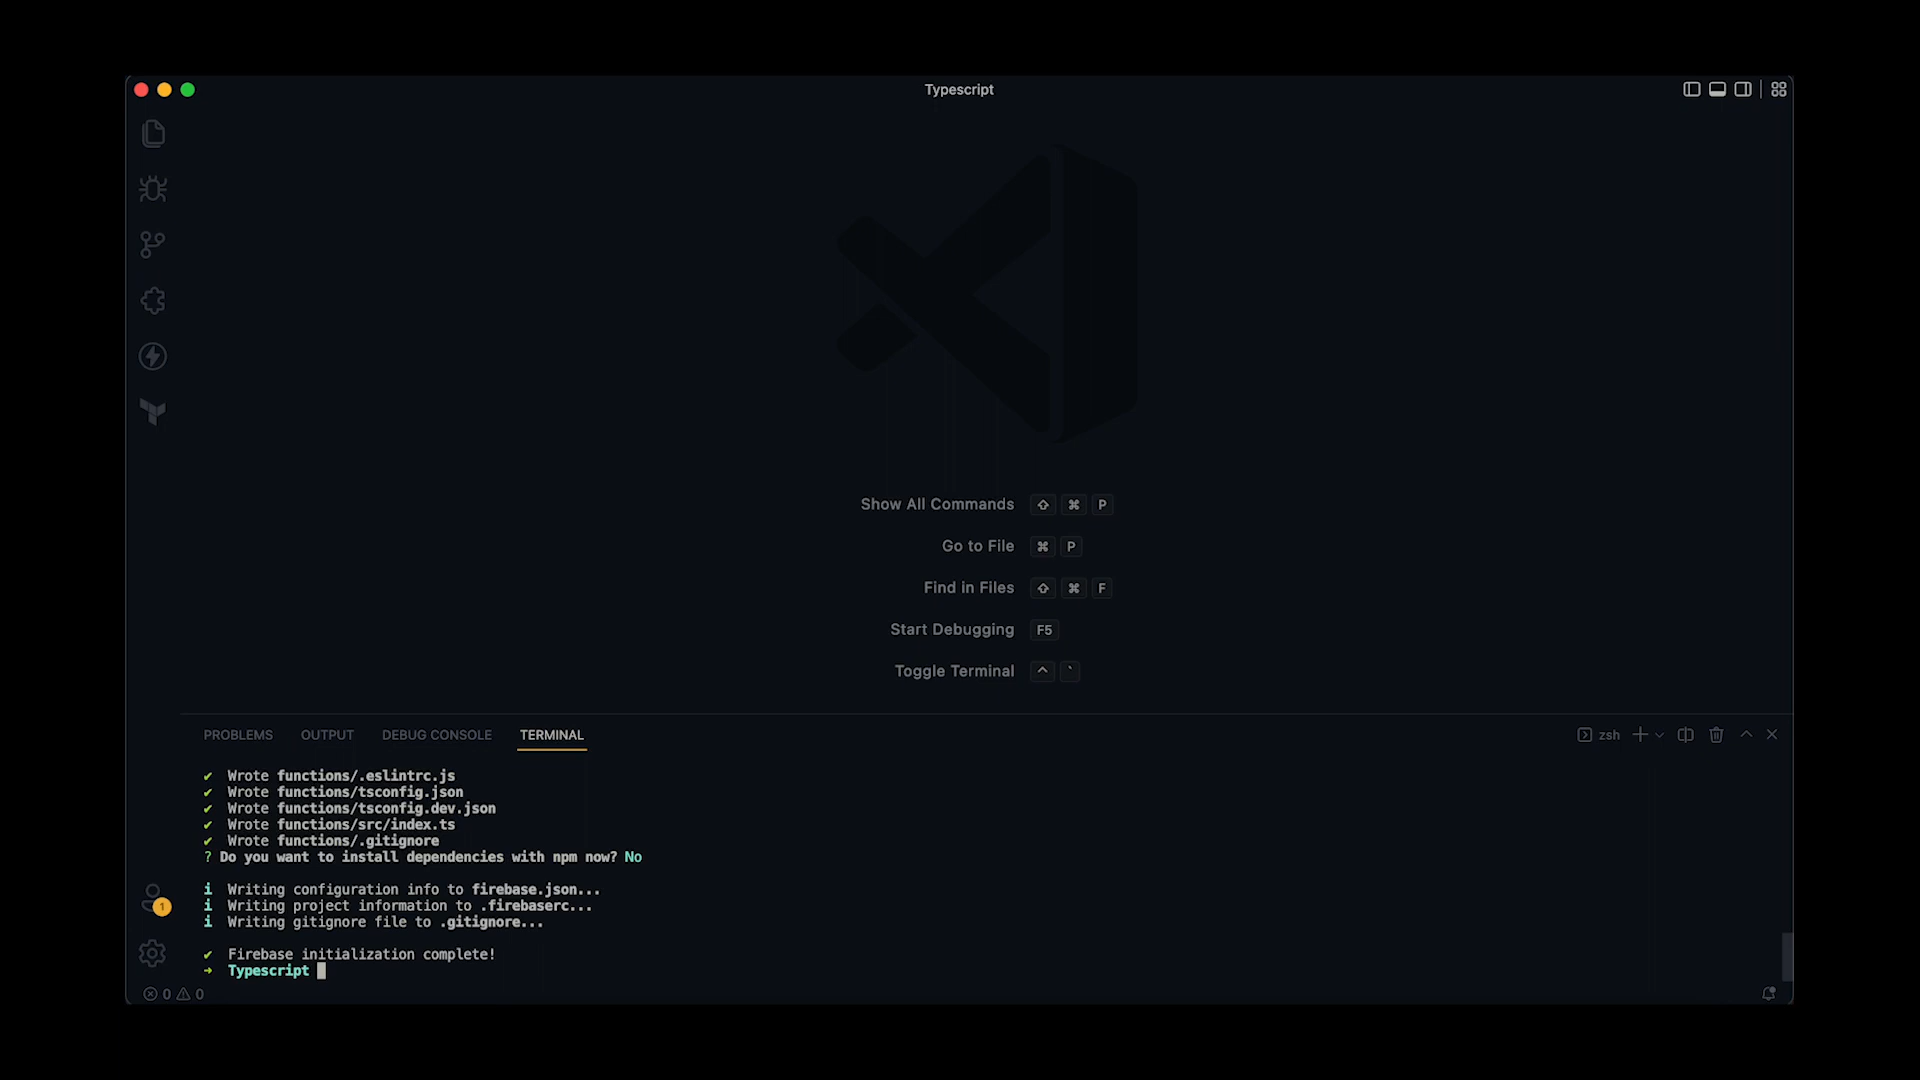 Typescript
Show All Commands ⇧ ⌘ P
Go to File ⌘ P
Find in Files ⇧ ⌘ F
Start Debugging F5
Toggle Terminal ^ `
PROBLEMS OUTPUT DEBUG CONSOLE TERMINAL zsh
✔ Wrote functions/.eslintrc.js
✔ Wrote functions/tsconfig.json
✔ Wrote functions/tsconfig.dev.json
✔ Wrote functions/src/index.ts
✔ Wrote functions/.gitignore
? Do you want to install dependencies with npm now? No
i Writing configuration info to firebase.json...
i Writing project information to .firebaserc...
i Writing gitignore file to .gitignore...
✔ Firebase initialization complete!
➜ Typescript
1
0 0